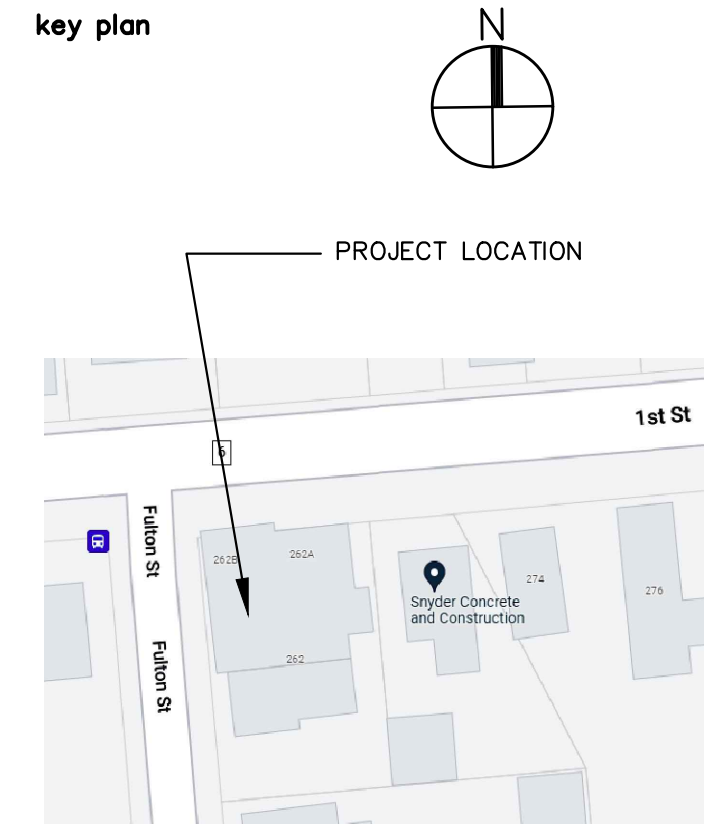 key plan
N
PROJECT LOCATION
1st St
6
Fulton St
262B
262A
274
276
Snyder Concrete
and Construction
Fulton St
262